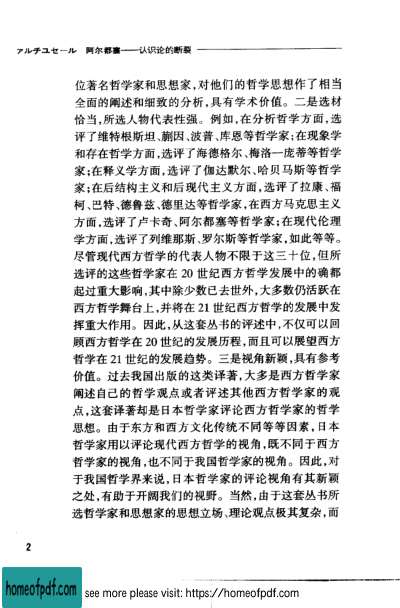 アルチュセール 阿尔都塞——认识论的断裂
位著名哲学家和思想家,对他们的哲学思想作了相当
全面的阐述和细致的分析,具有学术价值。二是选材
恰当,所选人物代表性强。例如,在分析哲学方面,选
评了维特根斯坦、蒯因、波普、库恩等哲学家;在现象学
和存在哲学方面,选评了海德格尔、梅洛—庞蒂等哲学
家;在释义学方面,选评了伽达默尔、哈贝马斯等哲学
家;在后结构主义和后现代主义方面,选评了拉康、福
柯、巴特、德鲁兹、德里达等哲学家,在西方马克思主义
方面,选评了卢卡奇、阿尔都塞等哲学家;在现代伦理
学方面,选评了列维那斯、罗尔斯等哲学家,如此等等。
尽管现代西方哲学的代表人物不限于这三十位,但所
选评的这些哲学家在 20 世纪西方哲学发展中的确都
起过重大影响,其中除少数已去世外,大多数仍活跃在
西方哲学舞台上,并将在 21 世纪西方哲学的发展中发
挥重大作用。因此,从这套丛书的评述中,不仅可以回
顾西方哲学在 20 世纪的发展历程,而且可以展望西方
哲学在 21 世纪的发展趋势。三是视角新颖,具有参考
价值。过去我国出版的这类译著,大多是西方哲学家
阐述自己的哲学观点或者评述其他西方哲学家的观
点,这套译著却是日本哲学家评论西方哲学家的哲学
思想。由于东方和西方文化传统不同等等因素,日本
哲学家用以评论现代西方哲学的视角,既不同于西方
哲学家的视角,也不同于我国哲学家的视角。因此,对
于我国哲学界来说,日本哲学家的评论视角有其新颖
之处,有助于开阔我们的视野。当然,由于这套丛书所
选哲学家和思想家的思想立场、理论观点极其复杂,而
2
homeofpdf.com
see more please visit: https://homeofpdf.com